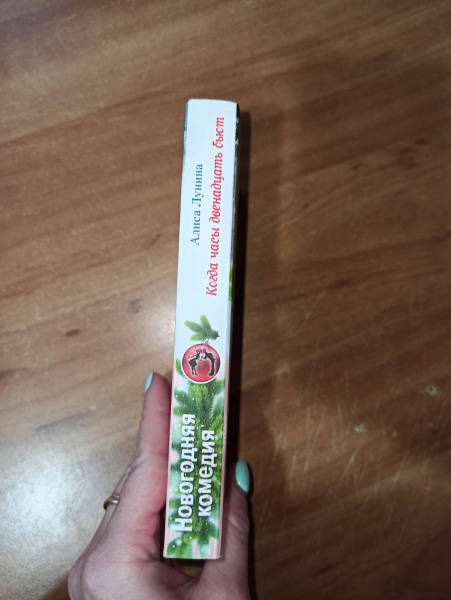 Алиса Лунина
Когда часы двенадцать бьют
Новогодняя
комедия